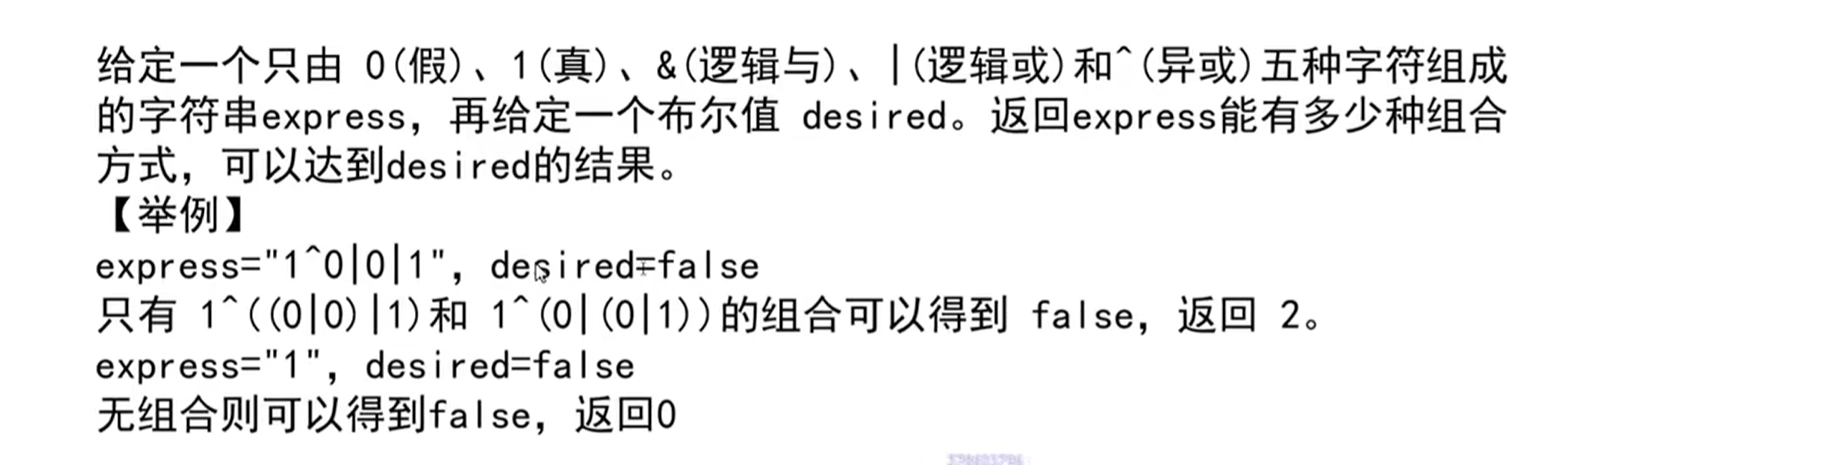 给定一个只由 0(假)、1(真)、&(逻辑与)、|(逻辑或)和^(异或)五种字符组成
的字符串express，再给定一个布尔值 desired。返回express能有多少种组合
方式，可以达到desired的结果。
【举例】
express="1^0|0|1"，desired=false
只有 1^((0|0)|1)和 1^(0|(0|1))的组合可以得到 false，返回 2。
express="1"，desired=false
无组合则可以得到false，返回0